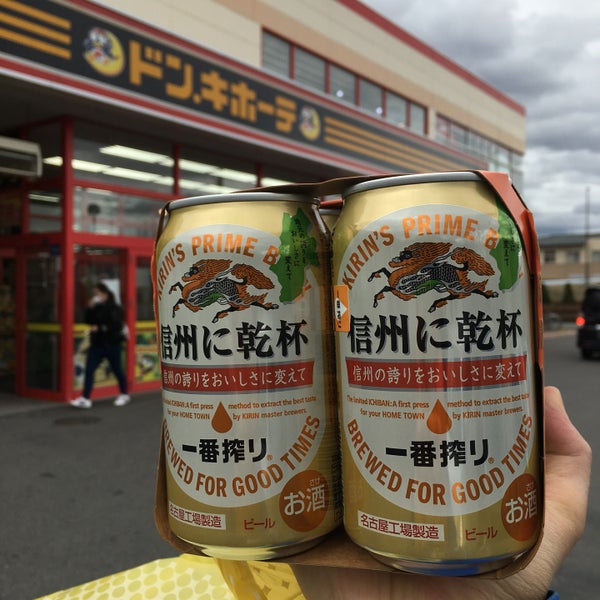 ドン.キホーテ
KIRIN'S PRIME B
信州に乾杯
信州の誇りをおいしさに変えて
The limited ICHIBAN: A first press method to extract the best taste
for your HOME TOWN by KIRIN master brewers.
一番搾り®
BREWED FOR GOOD TIMES
名古屋工場製造
ビール
さけ
お酒
KIRIN'S PRIME B
信州に乾杯
信州の誇りをおいしさに変えて
The limited ICHIBAN: A first press method to extract the best taste
for your HOME TOWN by KIRIN master brewers.
一番搾り®
BREWED FOR GOOD TIMES
名古屋工場製造
ビール
さけ
お酒